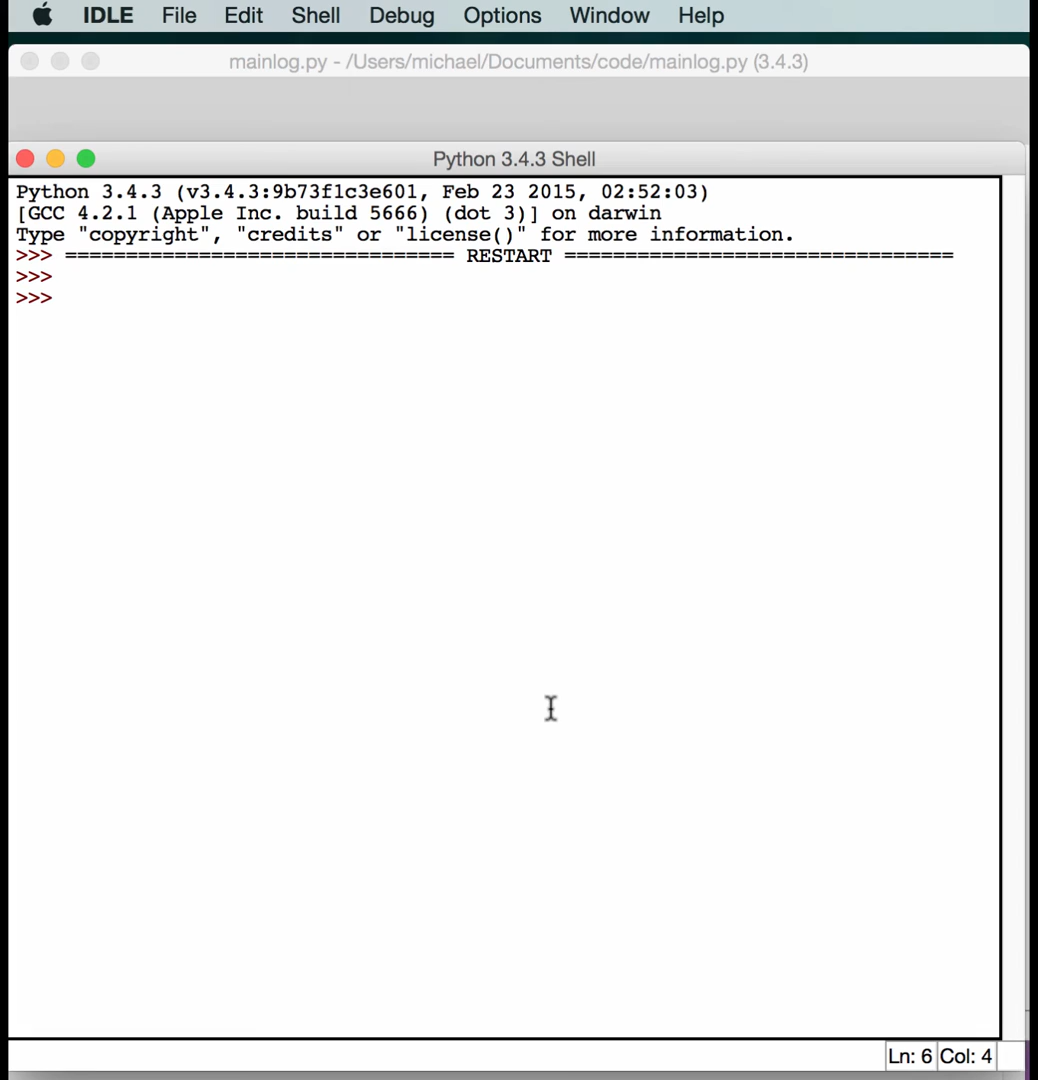 IDLE File Edit Shell Debug Options Window Help
mainlog.py - /Users/michael/Documents/code/mainlog.py (3.4.3)
Python 3.4.3 Shell
Python 3.4.3 (v3.4.3:9b73f1c3e601, Feb 23 2015, 02:52:03)
[GCC 4.2.1 (Apple Inc. build 5666) (dot 3)] on darwin
Type "copyright", "credits" or "license()" for more information.
>>> ================================ RESTART ================================
>>>
>>>
Ln: 6 Col: 4